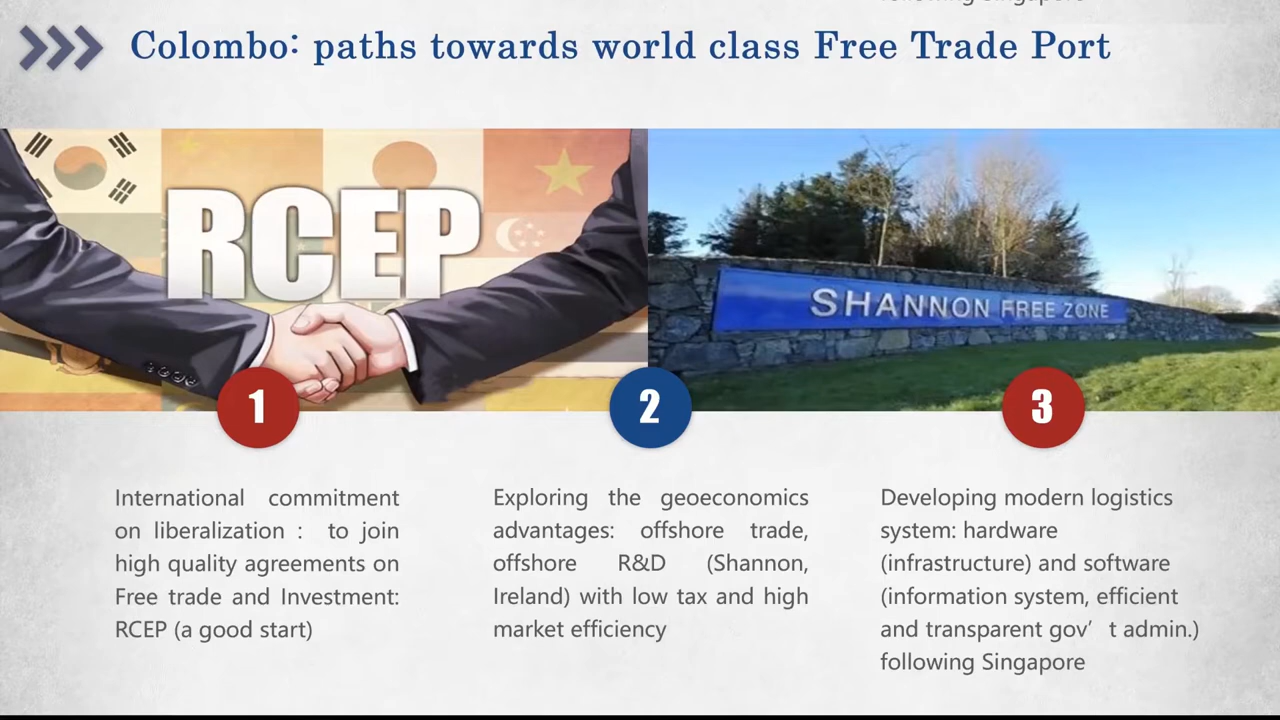 following Singapore
Colombo: paths towards world class Free Trade Port
RCEP
SHANNON FREE ZONE
1
2
3
International commitment
on liberalization : to join
high quality agreements on
Free trade and Investment:
RCEP (a good start)
Exploring the geoeconomics
advantages: offshore trade,
offshore R&D (Shannon,
Ireland) with low tax and high
market efficiency
Developing modern logistics
system: hardware
(infrastructure) and software
(information system, efficient
and transparent gov’ t admin.)
following Singapore